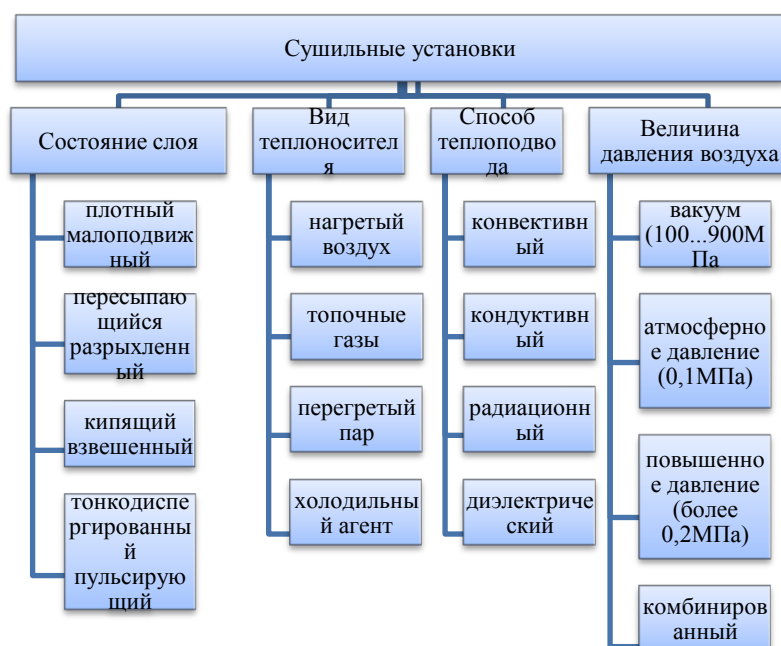 Сушильные установки
Состояние слоя
плотный
малоподвиж
ный
пересыпаю
щийся
разрыхленн
ый
кипящий
взвешенный
тонкодиспе
ргированны
й
пульсирую
щий
Вид
теплоносител
я
нагретый
воздух
топочные
газы
перегретый
пар
холодильны
й агент
Способ
теплоподво
да
конвективн
ый
кондуктивн
ый
радиационн
ый
диэлектриче
ский
Величина
давления воздуха
вакуум
(100...900М
Па
атмосферно
е давление
(0,1МПа)
повышенно
е давление
(более
0,2МПа)
комбиниров
анный